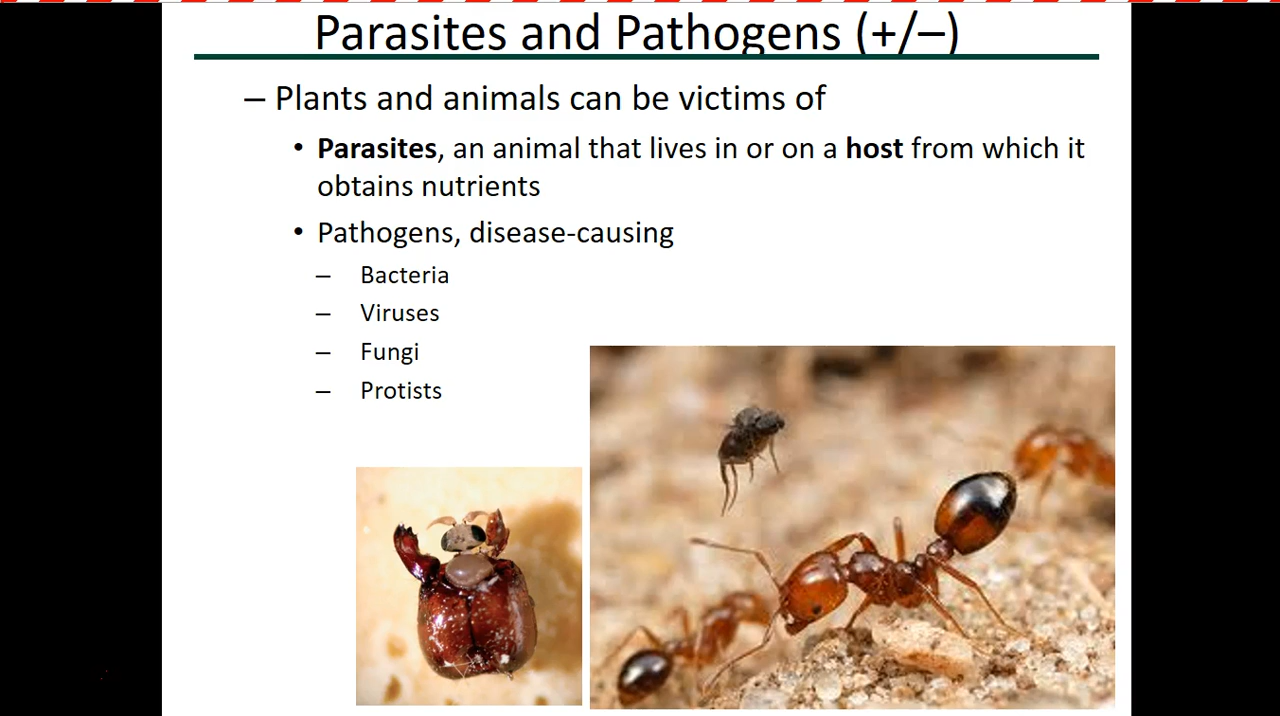 Parasites and Pathogens (+/–)
– Plants and animals can be victims of
• Parasites, an animal that lives in or on a host from which it
obtains nutrients
• Pathogens, disease-causing
– Bacteria
– Viruses
– Fungi
– Protists